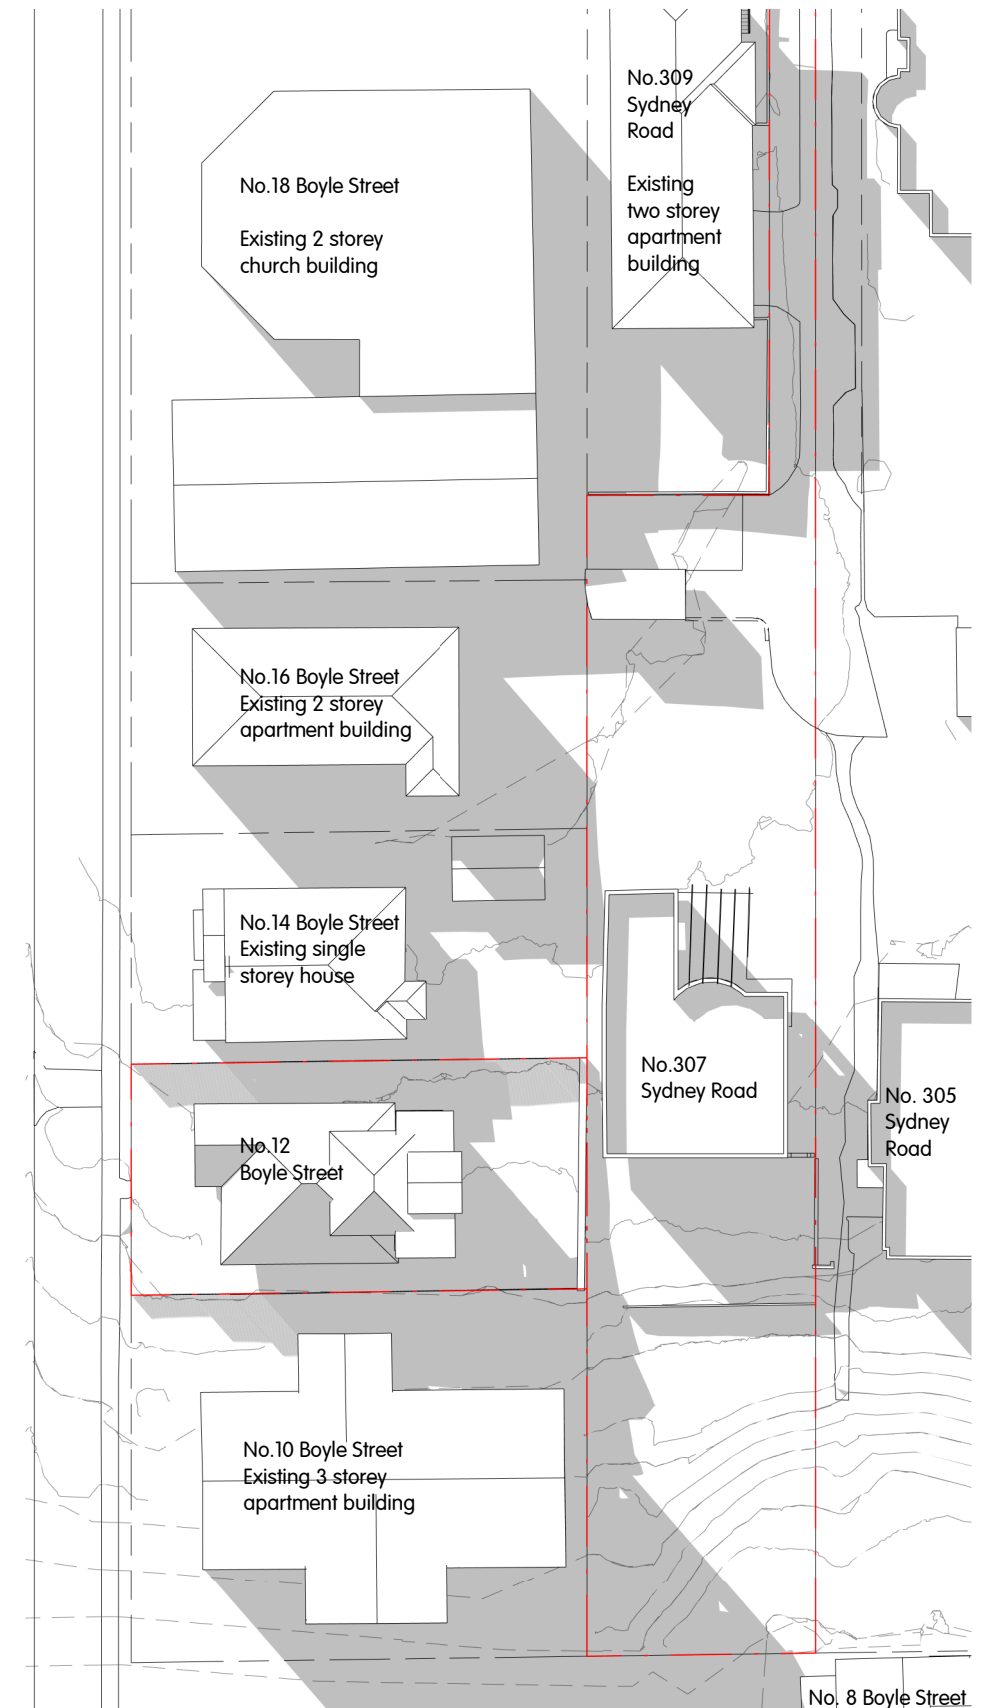 No.309
Sydney
Road
Existing
two storey
apartment
building
No.18 Boyle Street
Existing 2 storey
church building
No.16 Boyle Street
Existing 2 storey
apartment building
No.14 Boyle Street
Existing single
storey house
No.307
Sydney Road
No. 305
Sydney
Road
No.12
Boyle Street
No.10 Boyle Street
Existing 3 storey
apartment building
No. 8 Boyle Street